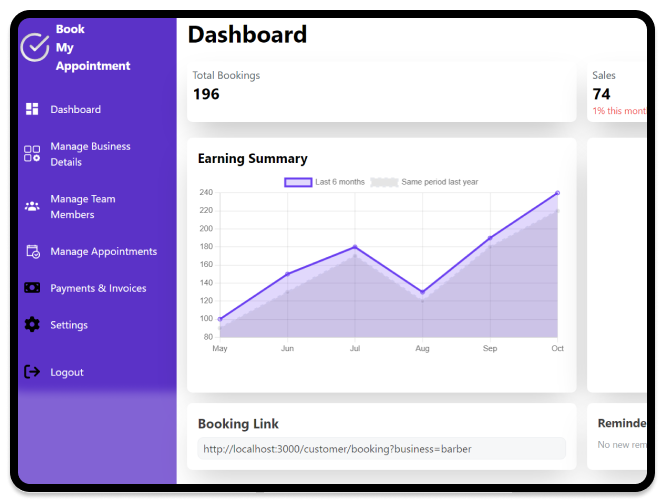 Book
My
Appointment
Dashboard
Manage Business
Details
Manage Team
Members
Manage Appointments
Payments & Invoices
Settings
Logout
Dashboard
Total Bookings
196
Sales
74
1% this mont
Earning Summary
Last 6 months Same period last year
240
220
200
180
160
140
120
100
80
May Jun Jul Aug Sep Oct
Booking Link
http://localhost:3000/customer/booking?business=barber
Reminde
No new rem